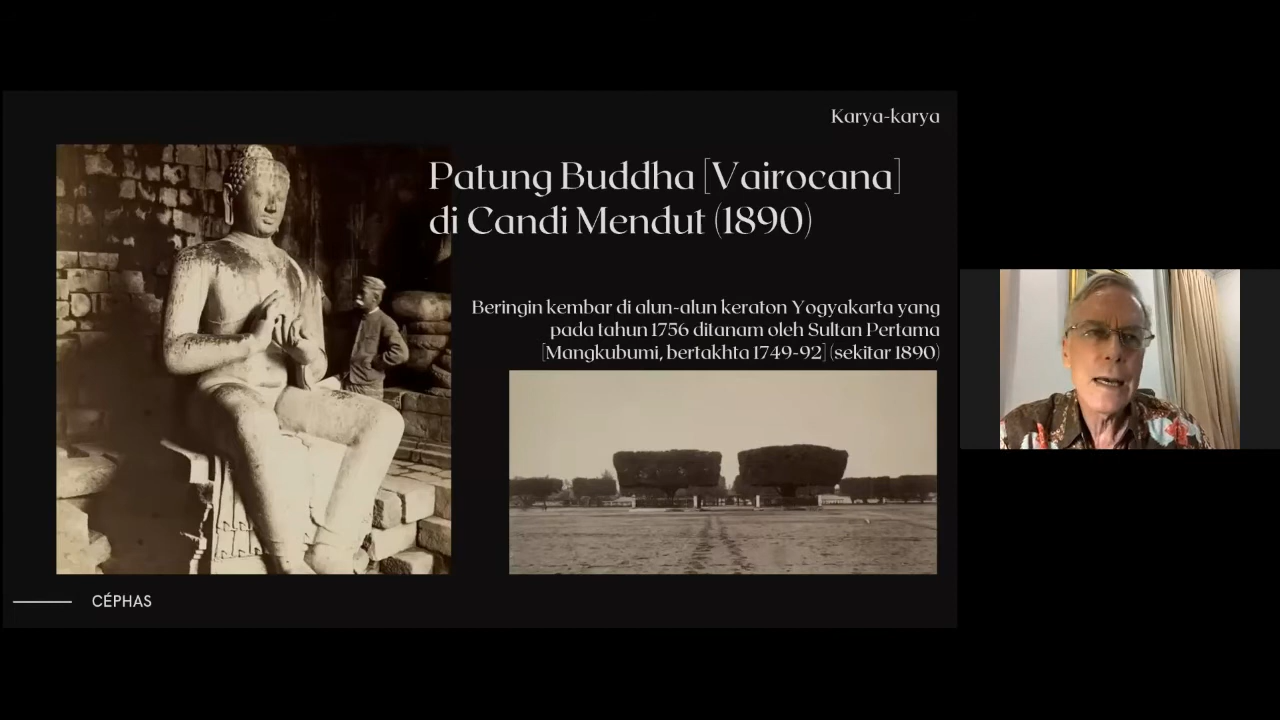 Karya-karya
Patung Buddha [Vairocana]
di Candi Mendut (1890)
Beringin kembar di alun-alun keraton Yogyakarta yang
pada tahun 1756 ditanam oleh Sultan Pertama
[Mangkubumi, bertakhta 1749-92] (sekitar 1890)
CÉPHAS